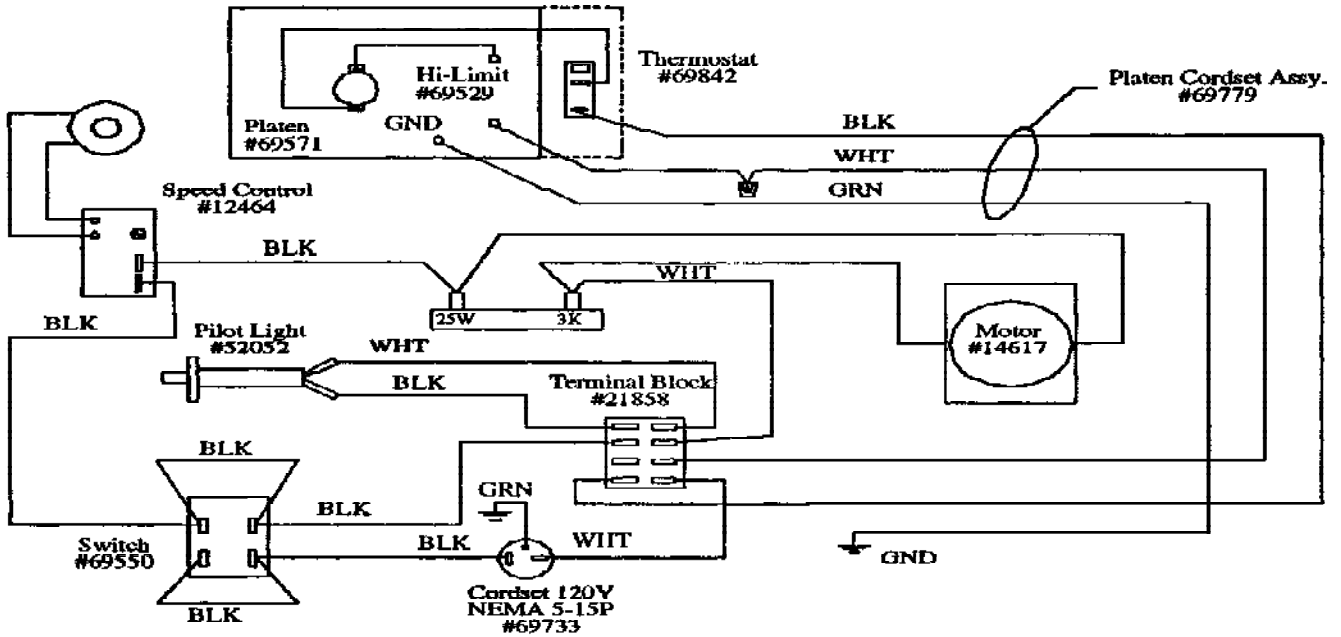 Thermostat
#69842
Hi-Limit
#69529
Platen Cordset Assy.
#69779
Platen
#69571
GND
BLK
WHT
GRN
Speed Control
#12464
BLK
WHT
25W
3K
BLK
Pilot Light
#52052
WHT
BLK
Motor
#14617
Terminal Block
#21858
BLK
GRN
BLK
BLK
WHT
Switch
#69550
GND
BLK
Cordset 120V
NEMA 5-15P
#69733